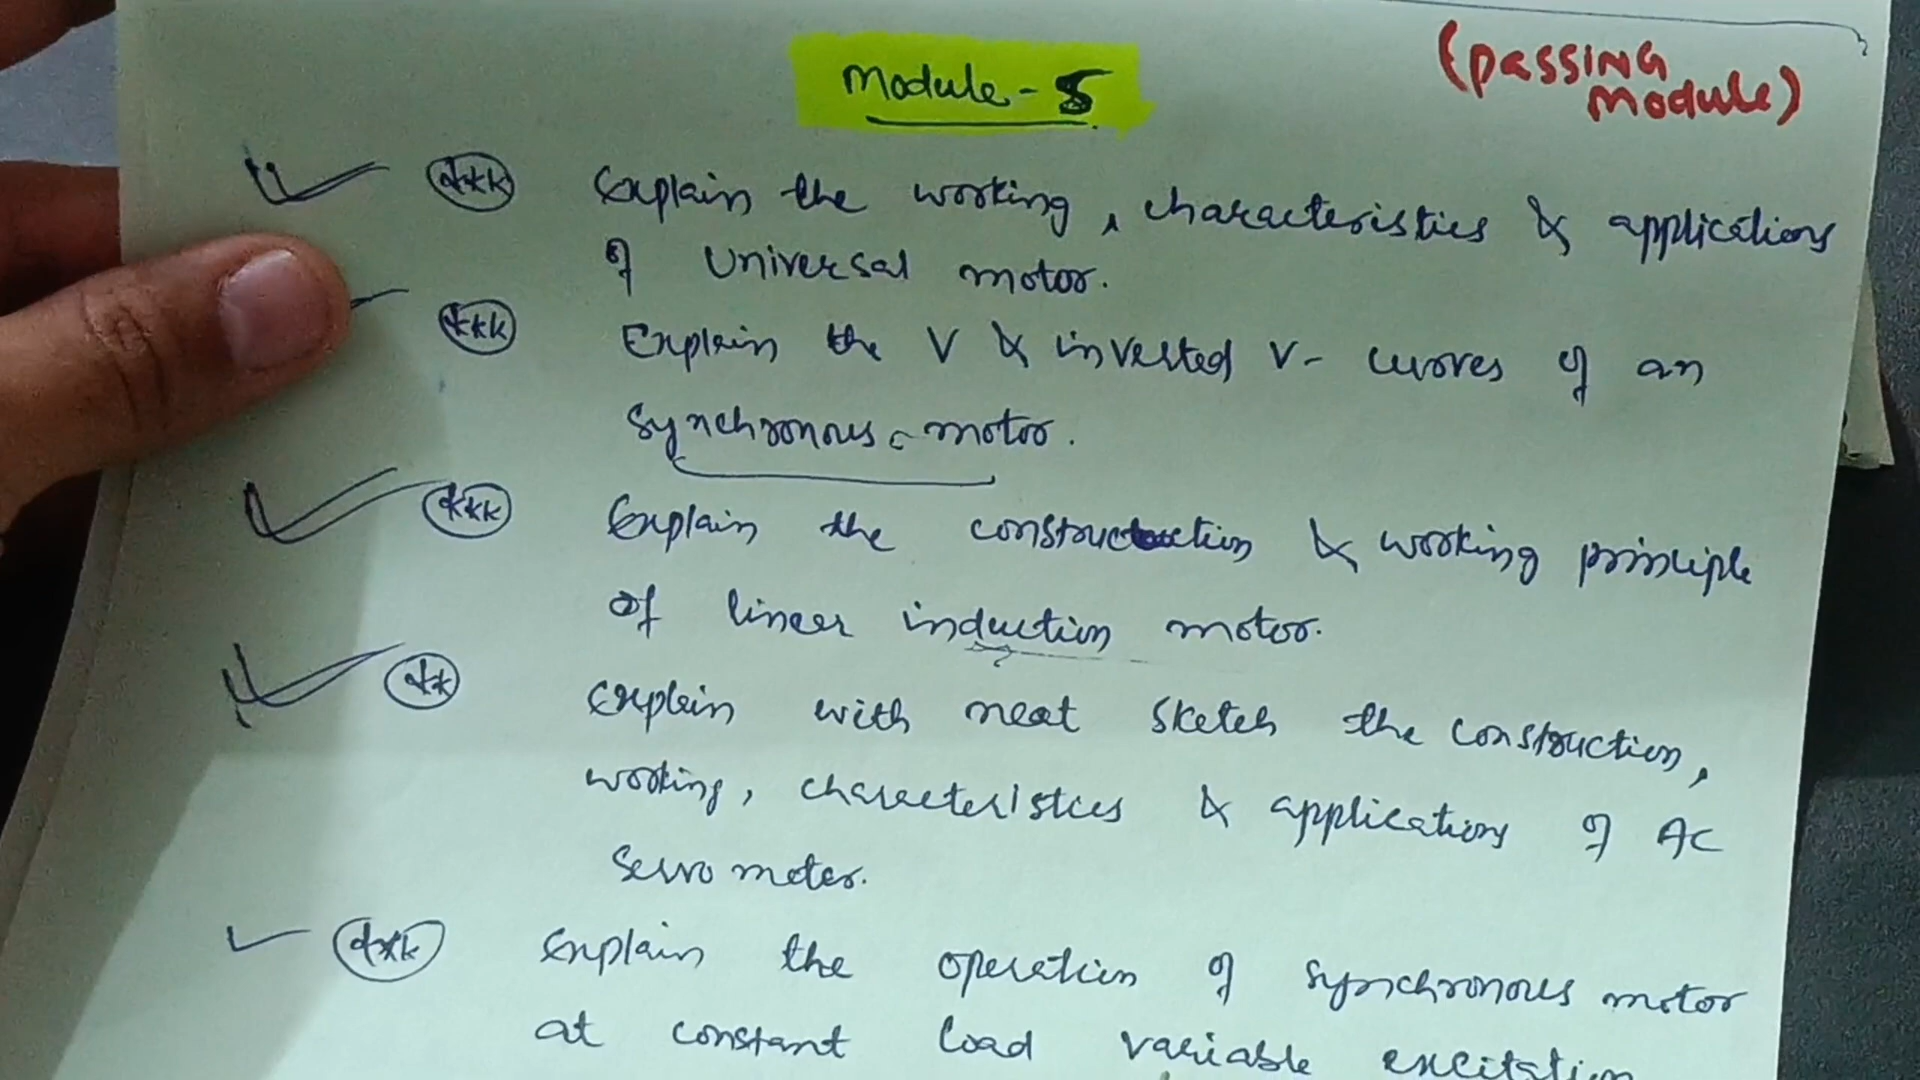 Module - 5
(PASSING MODULE)
*** Explain the working, characteristics & applications
of Universal motor.
*** Explain the V & inverted V- curves of an
Synchronous motor.
*** Explain the construction & working principle
of linear induction motor.
** Explain with neat sketch the construction,
working, characteristics & applications of AC
Servo motor.
*** Explain the operation of synchronous motor
at constant load variable excitation